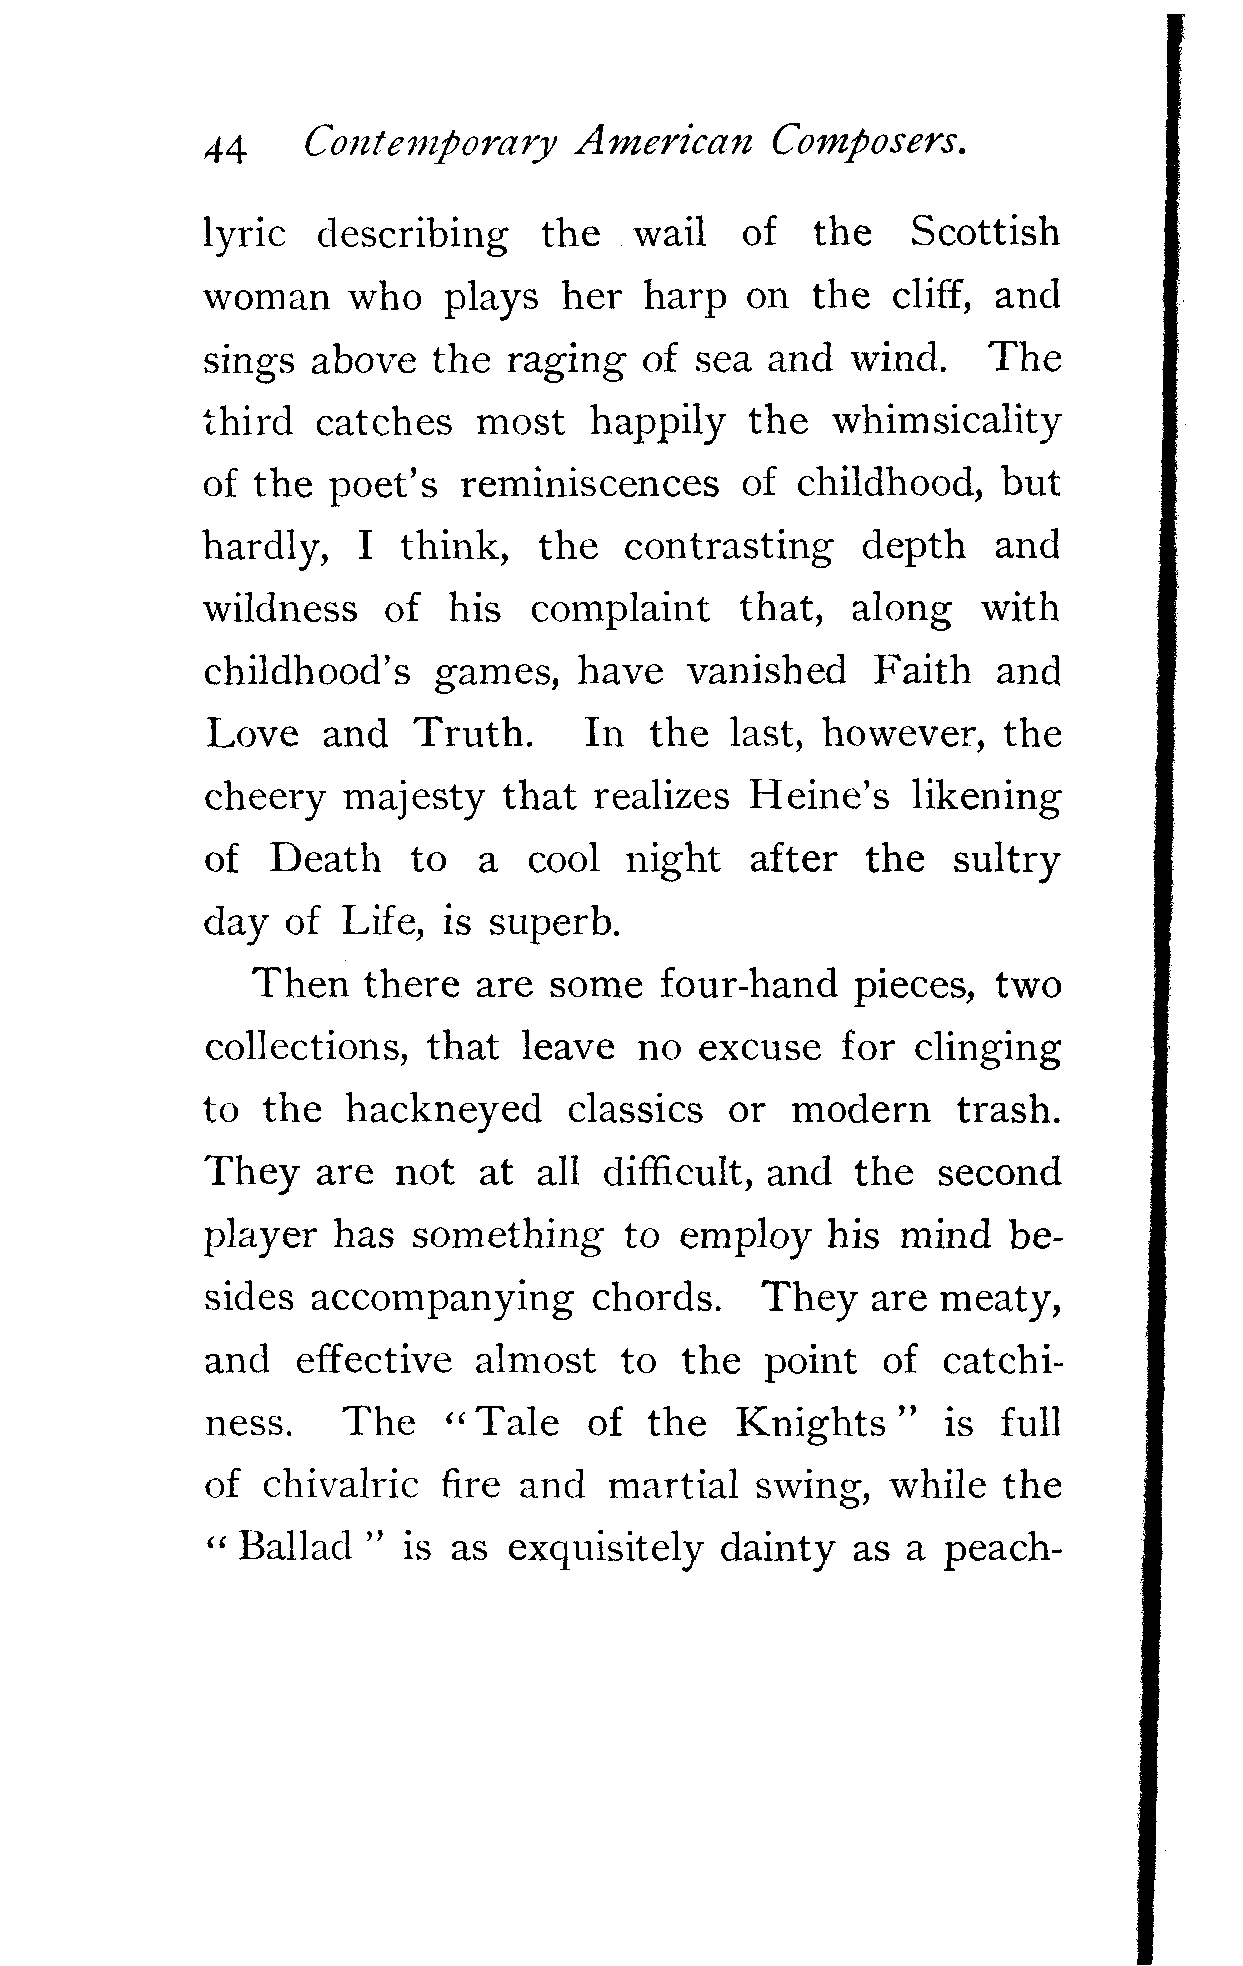 44 Contemporary American Composers.
lyric describing the wail of the Scottish
woman who plays her harp on the cliff, and
sings above the raging of sea and wind. The
third catches most happily the whimsicality
of the poet's reminiscences of childhood, but
hardly, I think, the contrasting depth and
wildness of his complaint that, along with
childhood's games, have vanished Faith and
Love and Truth. In the last, however, the
cheery majesty that realizes Heine's likening
of Death to a cool night after the sultry
day of Life, is superb.
Then there are some four-hand pieces, two
collections, that leave no excuse for clinging
to the hackneyed classics or modern trash.
They are not at all difficult, and the second
player has something to employ his mind be-
sides accompanying chords. They are meaty,
and effective almost to the point of catchi-
ness. The “Tale of the Knights” is full
of chivalric fire and martial swing, while the
“Ballad” is as exquisitely dainty as a peach-